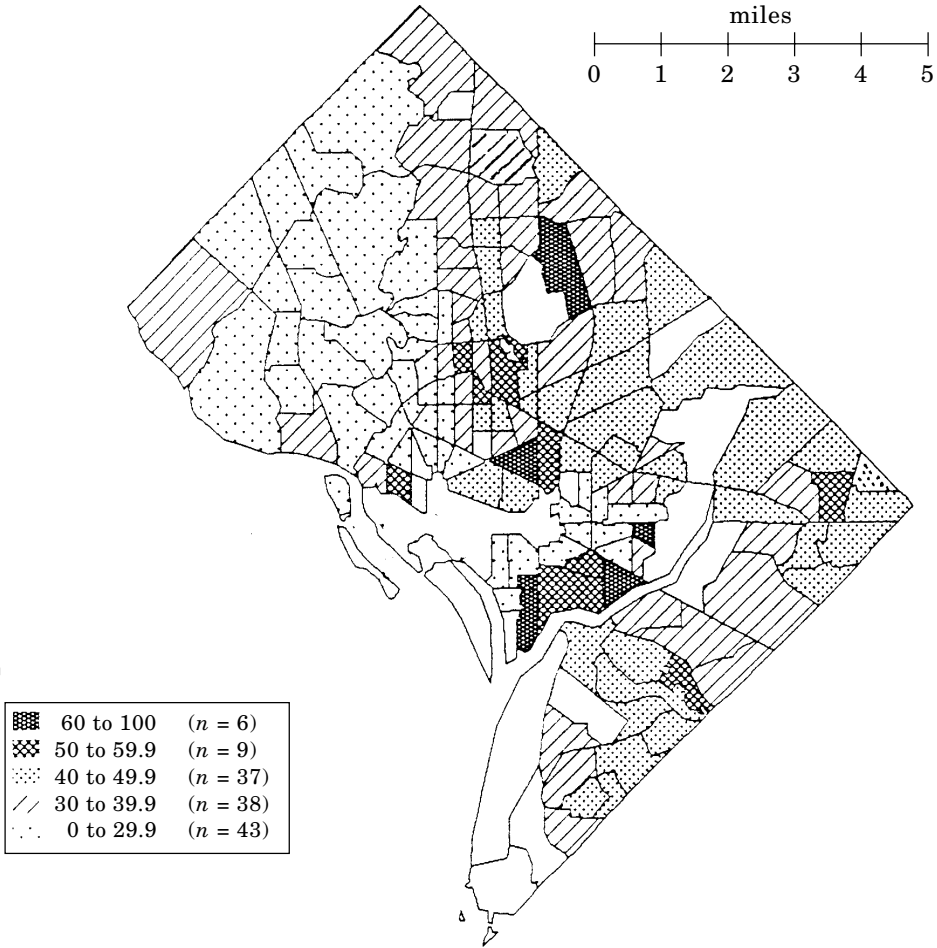 miles
0 1 2 3 4 5
60 to 100 (n = 6)
50 to 59.9 (n = 9)
40 to 49.9 (n = 37)
30 to 39.9 (n = 38)
0 to 29.9 (n = 43)